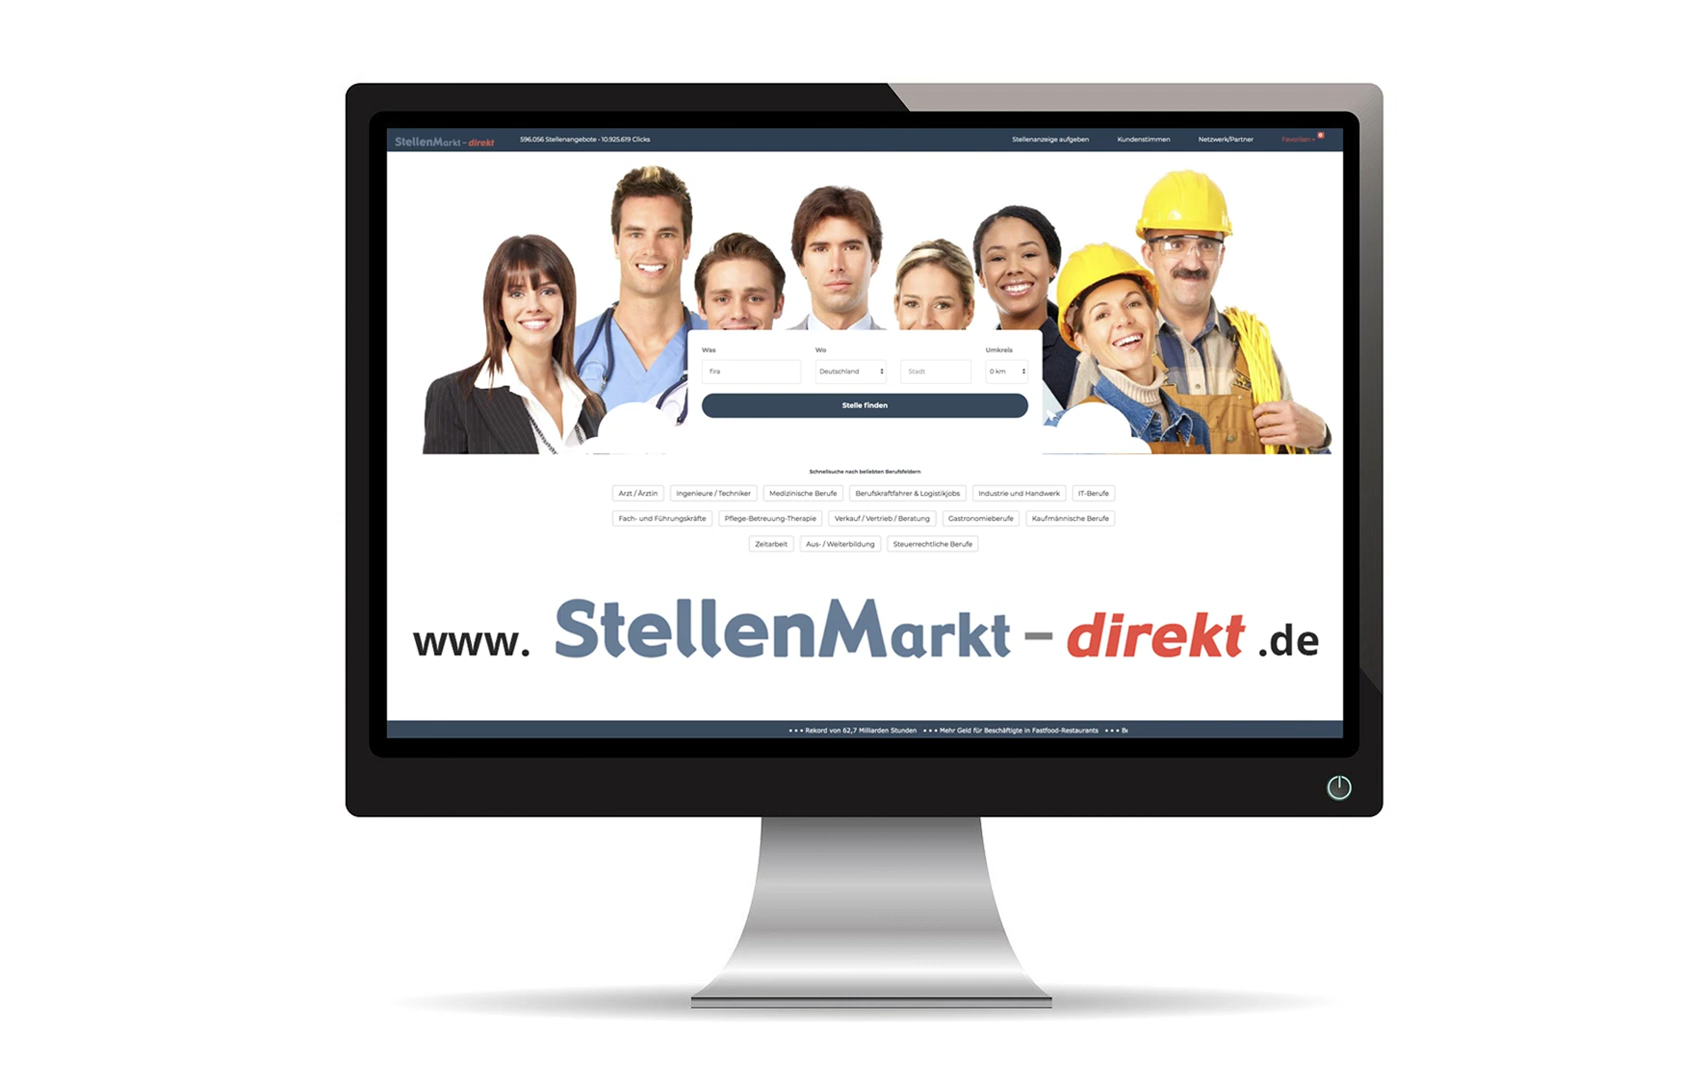 StellenMarkt-direkt 596.056 Stellenangebote • 10.925.619 Clicks Stellenanzeige aufgeben Kundenstimmen Netzwerk/Partner Favoriten
Was Wo Umkreis
fira Deutschland Stadt 0 km
Stelle finden
Schnellsuche nach beliebten Berufsfeldern
Arzt / Ärztin Ingenieure / Techniker Medizinische Berufe Berufskraftfahrer & Logistikjobs Industrie und Handwerk IT-Berufe
Fach- und Führungskräfte Pflege-Betreuung-Therapie Verkauf / Vertrieb / Beratung Gastronomieberufe Kaufmännische Berufe
Zeitarbeit Aus- / Weiterbildung Steuerrechtliche Berufe
www. StellenMarkt-direkt .de
• • • Rekord von 62,7 Milliarden Stunden • • • Mehr Geld für Beschäftigte in Fastfood-Restaurants • • • Be